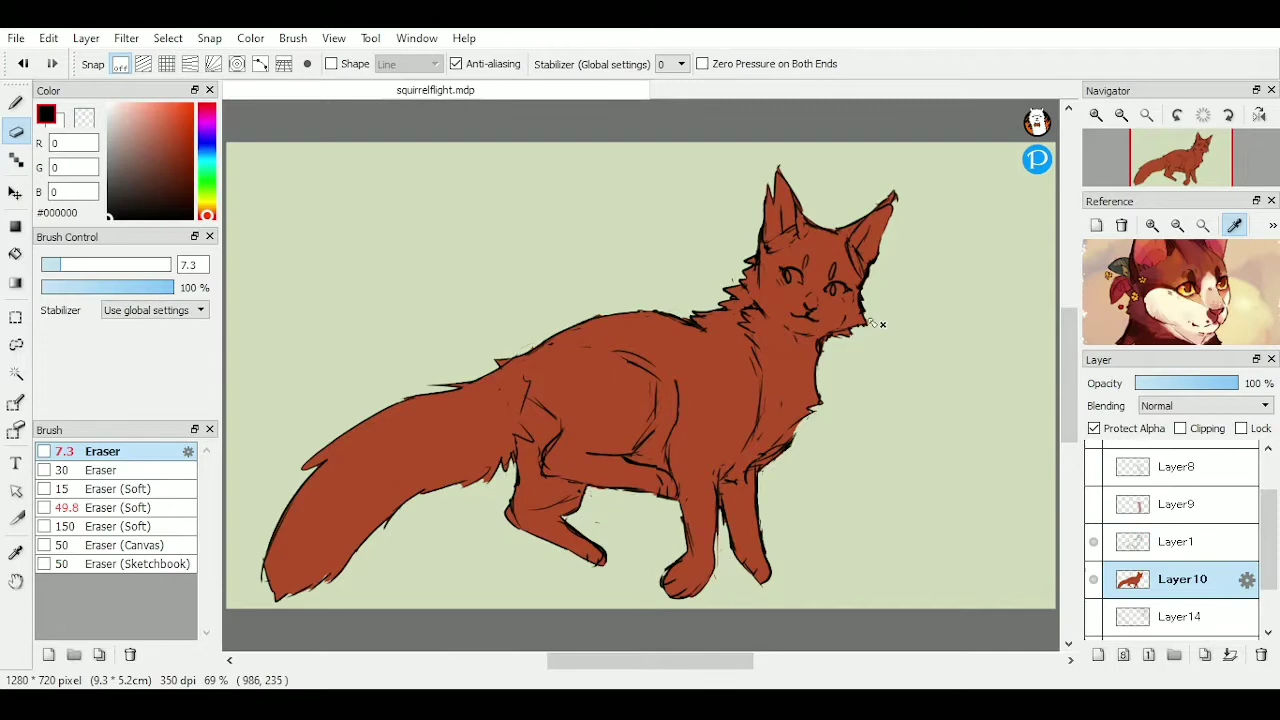 File Edit Layer Filter Select Snap Color Brush View Tool Window Help
Snap off Shape Line Anti-aliasing Stabilizer (Global settings) 0 Zero Pressure on Both Ends
Color
squirrelflight.mdp
Navigator
R 0
G 0
B 0
#000000
Reference
»
Brush Control
7.3
100 %
Stabilizer Use global settings
Layer
Opacity 100 %
Blending Normal
Protect Alpha Clipping Lock
Brush
7.3 Eraser
30 Eraser
15 Eraser (Soft)
49.8 Eraser (Soft)
150 Eraser (Soft)
50 Eraser (Canvas)
50 Eraser (Sketchbook)
Layer8
Layer9
Layer1
Layer10
Layer14
1280 * 720 pixel (9.3 * 5.2cm) 350 dpi 69 % ( 986, 235 )